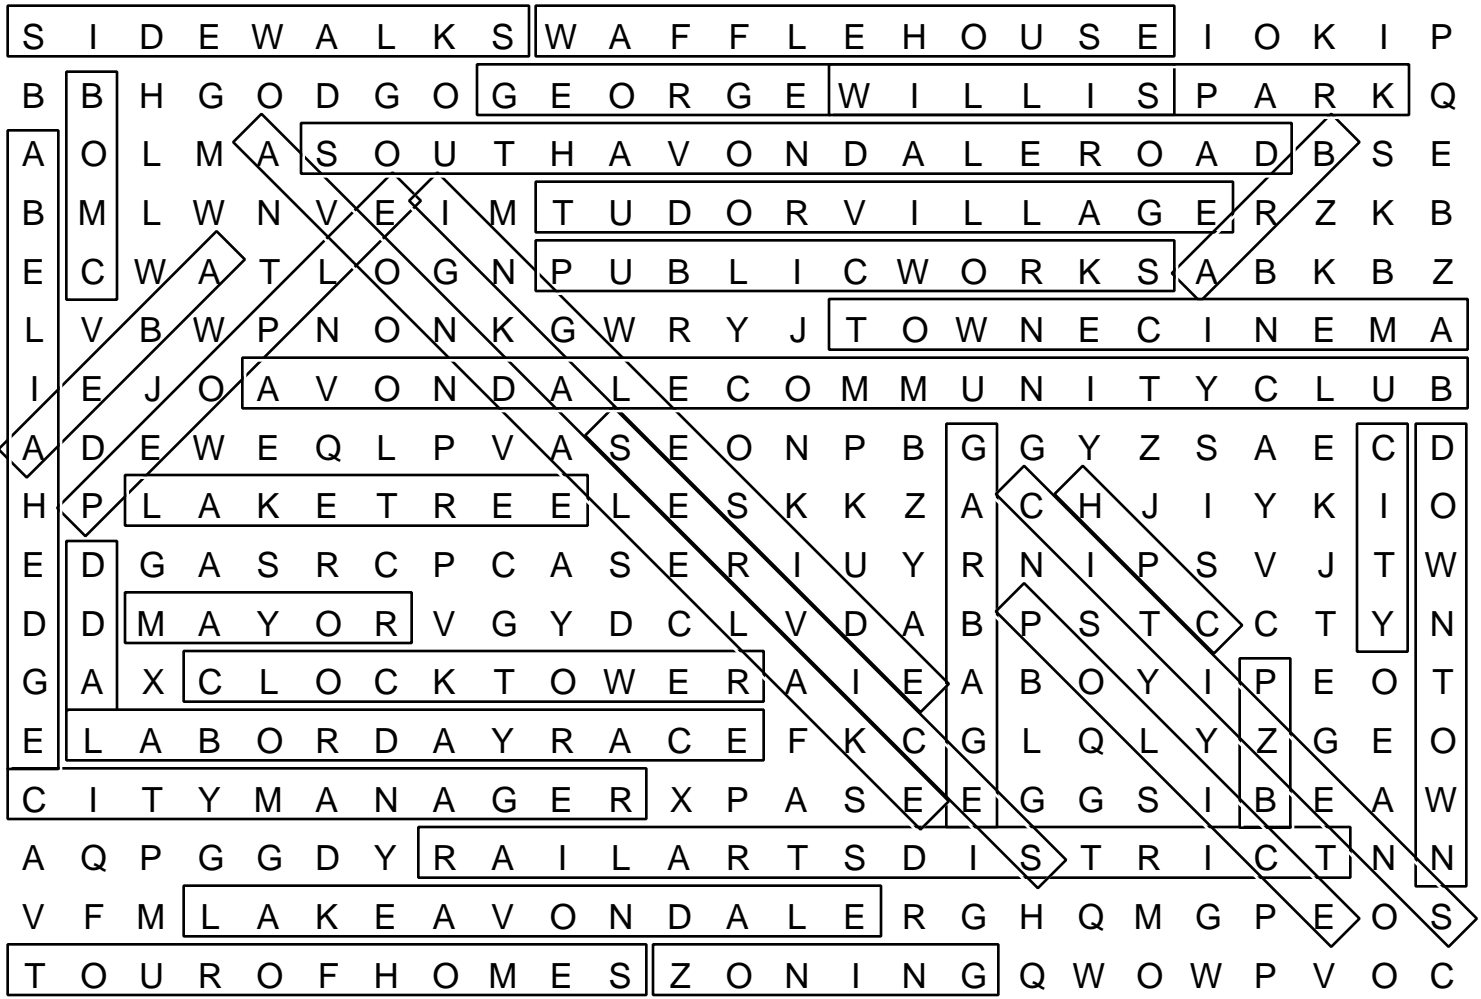 S I D E W A L K S W A F F L E H O U S E I O K I P
B B H G O D G O G E O R G E W I L L I S P A R K Q
A O L M A S O U T H A V O N D A L E R O A D B S E
B M L W N V E I M T U D O R V I L L A G E R Z K B
E C W A T L O G N P U B L I C W O R K S A B K B Z
L V B W P N O N K G W R Y J T O W N E C I N E M A
I E J O A V O N D A L E C O M M U N I T Y C L U B
A D E W E Q L P V A S E O N P B G G Y Z S A E C D
H P L A K E T R E E L E S K K Z A C H J I Y K I O
E D G A S R C P C A S E R I U Y R N I P S V J T W
D D M A Y O R V G Y D C L V D A B P S T C C T Y N
G A X C L O C K T O W E R A I E A B O Y I P E O T
E L A B O R D A Y R A C E F K C G L Q L Y Z G E O
C I T Y M A N A G E R X P A S E E G G S I B E A W
A Q P G G D Y R A I L A R T S D I S T R I C T N N
V F M L A K E A V O N D A L E R G H Q M G P E O S
T O U R O F H O M E S Z O N I N G Q W O W P V O C